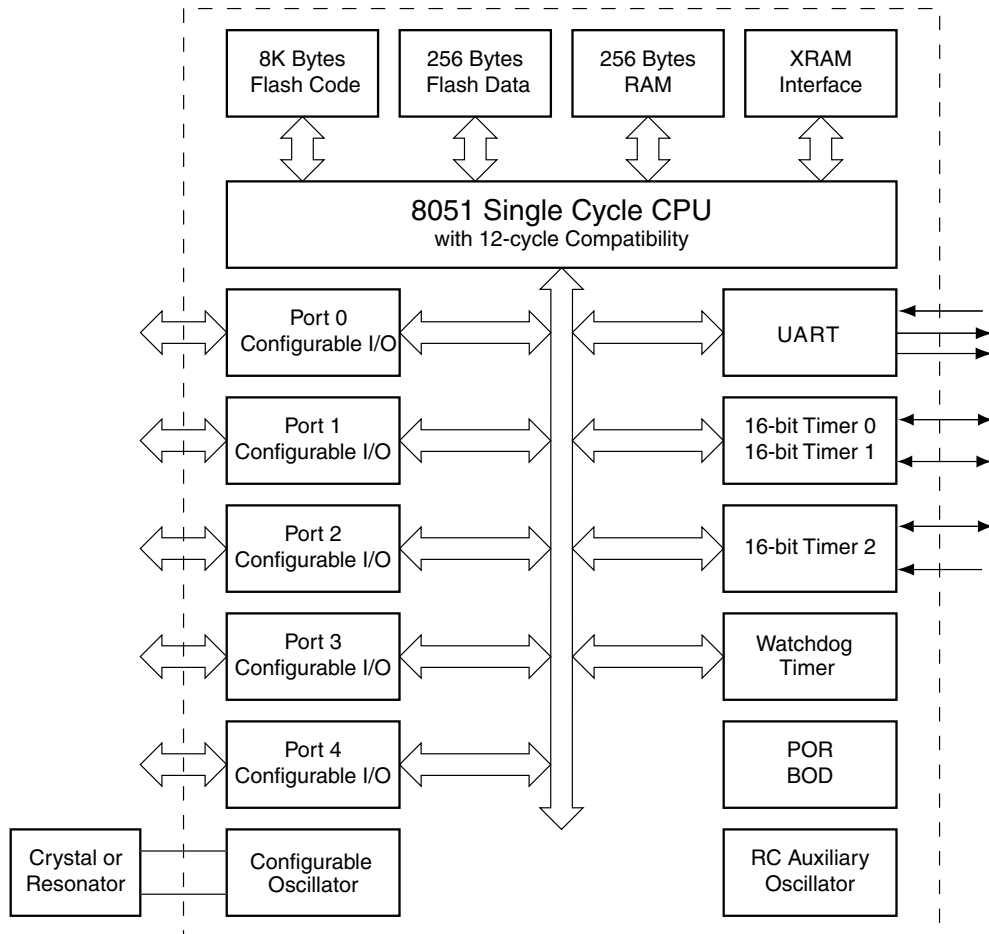 8K Bytes
Flash Code
256 Bytes
Flash Data
256 Bytes
RAM
XRAM
Interface
8051 Single Cycle CPU
with 12-cycle Compatibility
Port 0
Configurable I/O
UART
Port 1
Configurable I/O
16-bit Timer 0
16-bit Timer 1
Port 2
Configurable I/O
16-bit Timer 2
Port 3
Configurable I/O
Watchdog
Timer
Port 4
Configurable I/O
POR
BOD
Crystal or
Resonator
Configurable
Oscillator
RC Auxiliary
Oscillator